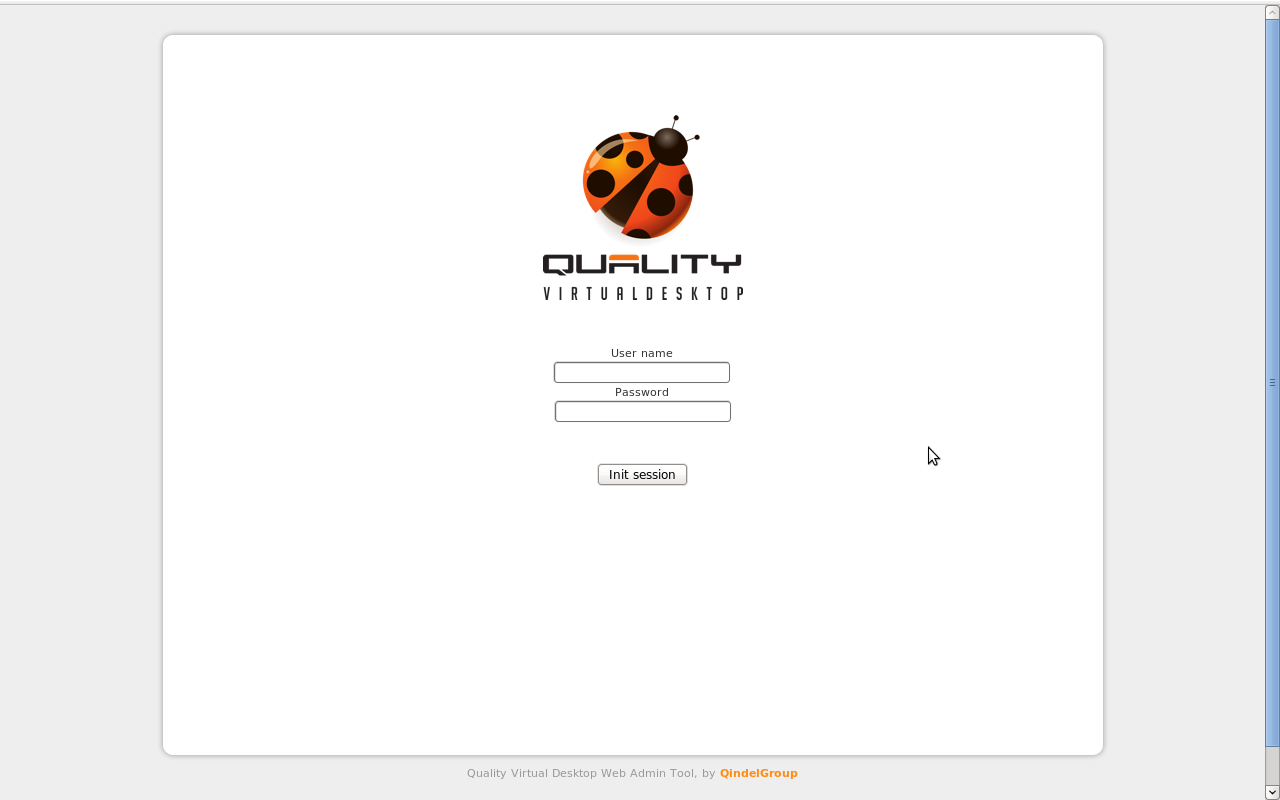 QUALITY
VIRTUALDESKTOP
User name
Password
Init session
Quality Virtual Desktop Web Admin Tool, by QindelGroup